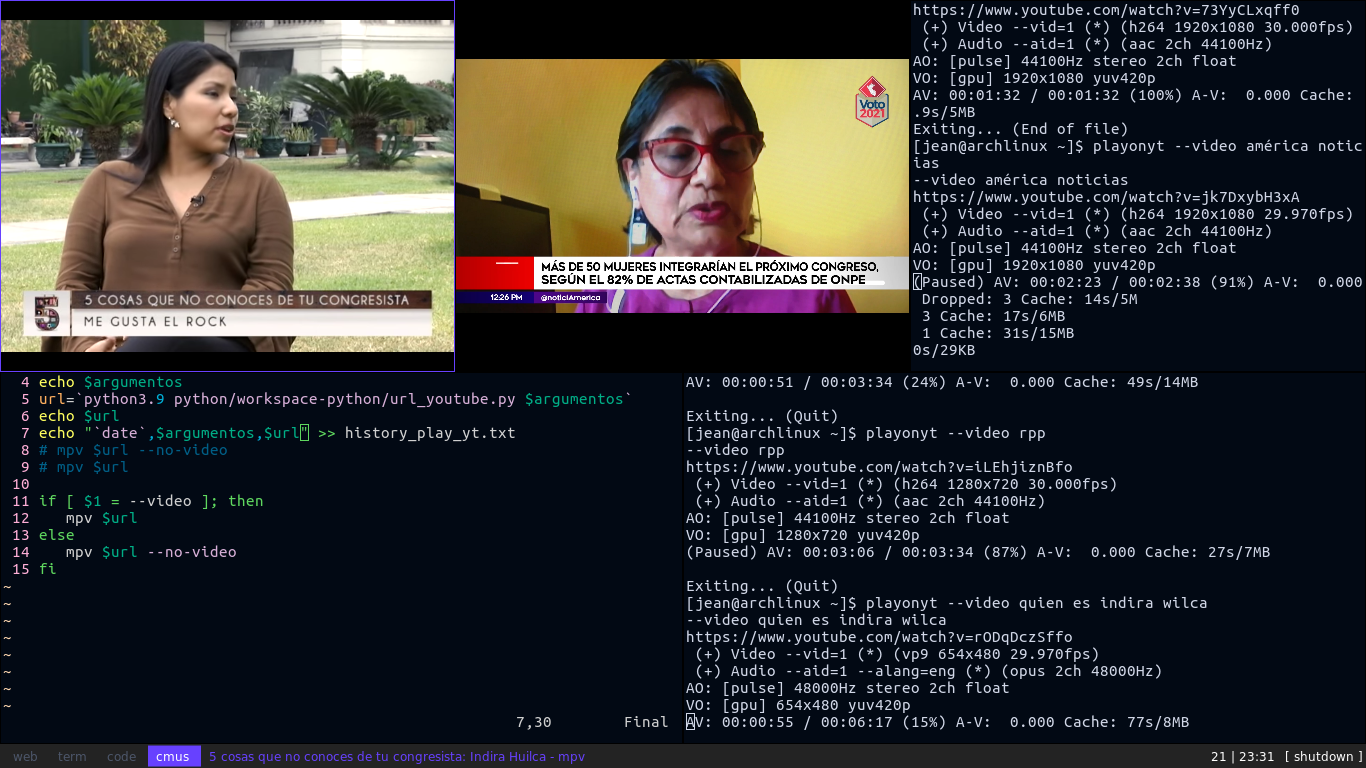 5 COSAS QUE NO CONOCES DE TU CONGRESISTA
ME GUSTA EL ROCK
Voto
2021
MÁS DE 50 MUJERES INTEGRARÍAN EL PRÓXIMO CONGRESO,
SEGÚN EL 82% DE ACTAS CONTABILIZADAS DE ONPE
12:26 PM @noticiAmerica
https://www.youtube.com/watch?v=73YyCLxqff0
(+) Video --vid=1 (*) (h264 1920x1080 30.000fps)
(+) Audio --aid=1 (*) (aac 2ch 44100Hz)
AO: [pulse] 44100Hz stereo 2ch float
VO: [gpu] 1920x1080 yuv420p
AV: 00:01:32 / 00:01:32 (100%) A-V:  0.000 Cache:
.9s/5MB
Exiting... (End of file)
[jean@archlinux ~]$ playonyt --video américa notic
ias
--video américa noticias
https://www.youtube.com/watch?v=jk7DxybH3xA
(+) Video --vid=1 (*) (h264 1920x1080 29.970fps)
(+) Audio --aid=1 (*) (aac 2ch 44100Hz)
AO: [pulse] 44100Hz stereo 2ch float
VO: [gpu] 1920x1080 yuv420p
(Paused) AV: 00:02:23 / 00:02:38 (91%) A-V:  0.000
Dropped: 3 Cache: 14s/5M
3 Cache: 17s/6MB
1 Cache: 31s/15MB
0s/29KB
4 echo $argumentos
5 url=`python3.9 python/workspace-python/url_youtube.py $argumentos`
6 echo $url
7 echo "`date`,$argumentos,$url" >> history_play_yt.txt
8 # mpv $url --no-video
9 # mpv $url
10
11 if [ $1 = --video ]; then
12    mpv $url
13 else
14    mpv $url --no-video
15 fi
~
~
~
~
~
~
~
~
7,30 Final
AV: 00:00:51 / 00:03:34 (24%) A-V:  0.000 Cache: 49s/14MB
Exiting... (Quit)
[jean@archlinux ~]$ playonyt --video rpp
--video rpp
https://www.youtube.com/watch?v=iLEhjiznBfo
(+) Video --vid=1 (*) (h264 1280x720 30.000fps)
(+) Audio --aid=1 (*) (aac 2ch 44100Hz)
AO: [pulse] 44100Hz stereo 2ch float
VO: [gpu] 1280x720 yuv420p
(Paused) AV: 00:03:06 / 00:03:34 (87%) A-V:  0.000 Cache: 27s/7MB
Exiting... (Quit)
[jean@archlinux ~]$ playonyt --video quien es indira wilca
--video quien es indira wilca
https://www.youtube.com/watch?v=rODqDczSffo
(+) Video --vid=1 (*) (vp9 654x480 29.970fps)
(+) Audio --aid=1 --alang=eng (*) (opus 2ch 48000Hz)
AO: [pulse] 48000Hz stereo 2ch float
VO: [gpu] 654x480 yuv420p
AV: 00:00:55 / 00:06:17 (15%) A-V:  0.000 Cache: 77s/8MB
web term code cmus 5 cosas que no conoces de tu congresista: Indira Huilca - mpv 21 | 23:31 [ shutdown ]